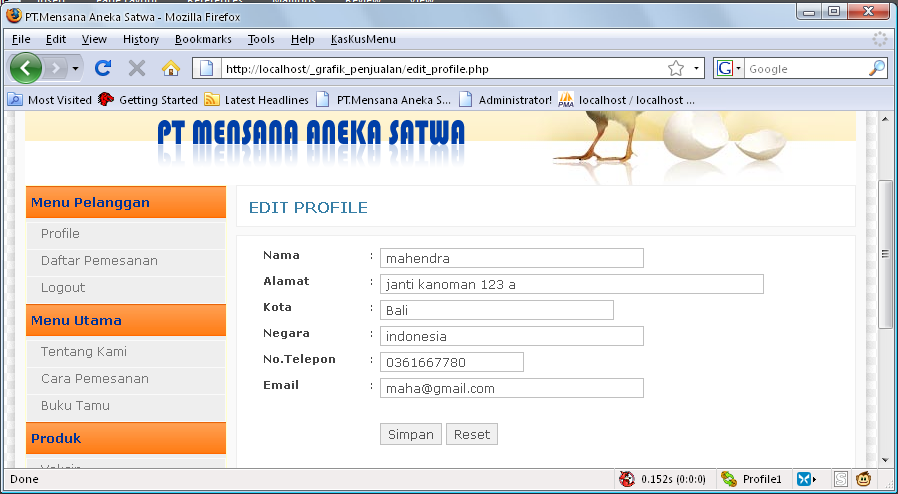 PT.Mensana Aneka Satwa - Mozilla Firefox
File Edit View History Bookmarks Tools Help KasKusMenu
http://localhost/_grafik_penjualan/edit_profile.php
Google
Most Visited Getting Started Latest Headlines PT.Mensana Aneka S... Administrator! PMA localhost / localhost ...
PT MENSANA ANEKA SATWA
Menu Pelanggan
Profile
Daftar Pemesanan
Logout
Menu Utama
Tentang Kami
Cara Pemesanan
Buku Tamu
Produk
Vaksin
EDIT PROFILE
Nama : mahendra
Alamat : janti kanoman 123 a
Kota : Bali
Negara : indonesia
No.Telepon : 0361667780
Email : maha@gmail.com
Simpan Reset
Done 0.152s (0:0:0) Profile1 S